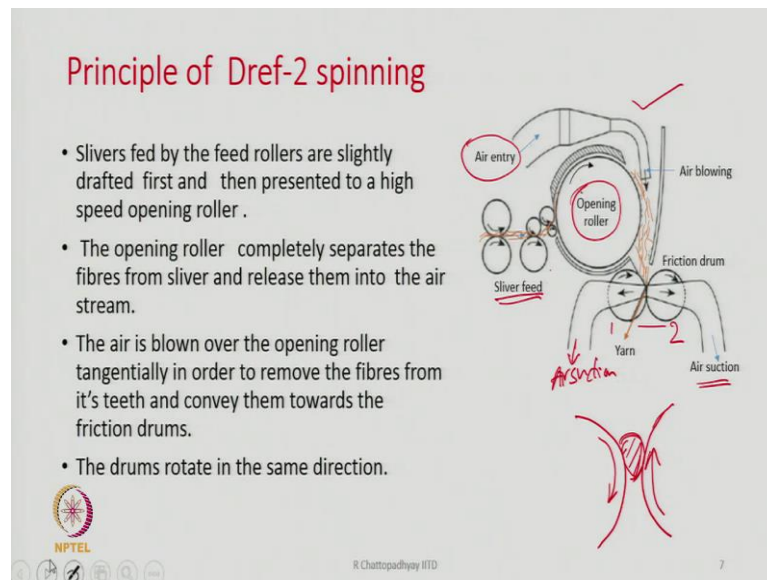 Principle of Dref-2 spinning
• Slivers fed by the feed rollers are slightly
drafted first and then presented to a high
speed opening roller .
• The opening roller completely separates the
fibres from sliver and release them into the air
stream.
• The air is blown over the opening roller
tangentially in order to remove the fibres from
it's teeth and convey them towards the
friction drums.
• The drums rotate in the same direction.
Air entry
Air blowing
Opening
roller
Sliver feed
Friction drum
1 2
Yarn
Air suction
Air suction
NPTEL
R Chattopadhyay IITD
7